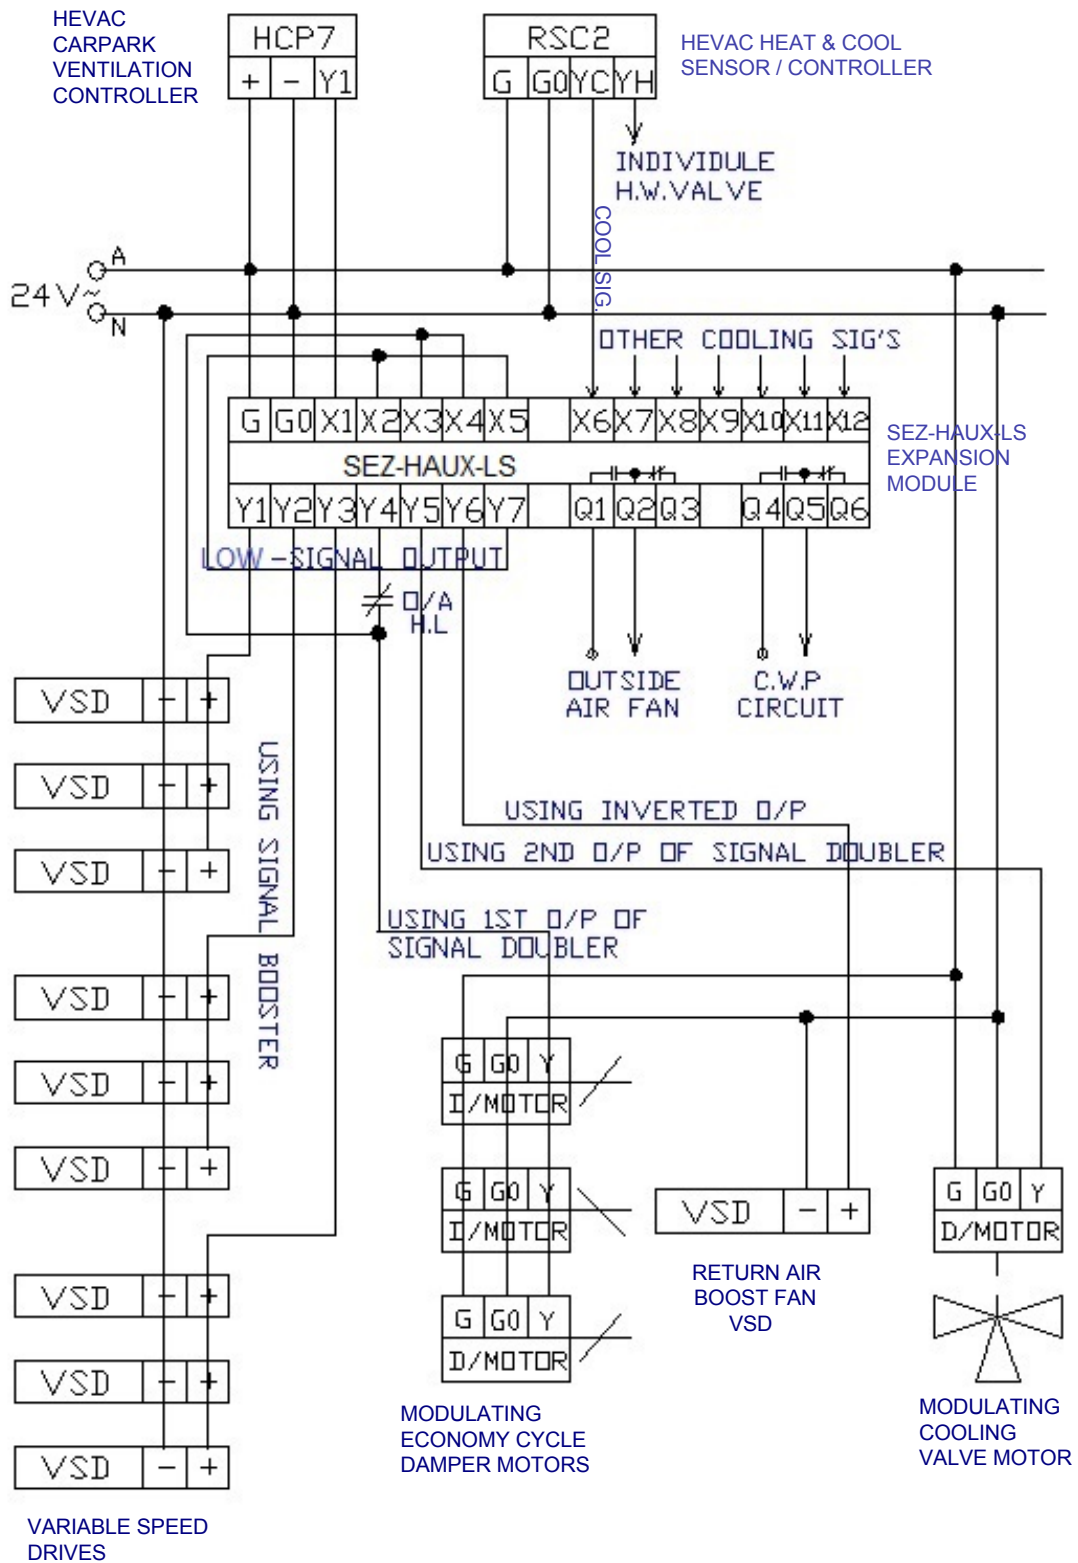 HEVAC
CARPARK
VENTILATION
CONTROLLER
HCP7
+ - Y1
RSC2
G G0 YC YH
HEVAC HEAT & COOL
SENSOR / CONTROLLER
INDIVIDULE
H.W.VALVE
COOL SIG.
24V~
A
N
OTHER COOLING SIG'S
G G0 X1 X2 X3 X4 X5 X6 X7 X8 X9 X10 X11 X12
SEZ-HAUX-LS
Y1 Y2 Y3 Y4 Y5 Y6 Y7 Q1 Q2 Q3 Q4 Q5 Q6
SEZ-HAUX-LS
EXPANSION
MODULE
LOW-SIGNAL OUTPUT
O/A
H.L
OUTSIDE
AIR FAN
C.W.P
CIRCUIT
VSD - +
VSD - +
VSD - +
USING SIGNAL BOOSTER
USING INVERTED O/P
USING 2ND O/P OF SIGNAL DOUBLER
USING 1ST O/P OF
SIGNAL DOUBLER
VSD - +
VSD - +
VSD - +
G G0 Y
D/MOTOR
G G0 Y
D/MOTOR
G G0 Y
D/MOTOR
VSD - +
RETURN AIR
BOOST FAN
VSD
G G0 Y
D/MOTOR
VSD - +
VSD - +
VSD - +
MODULATING
ECONOMY CYCLE
DAMPER MOTORS
MODULATING
COOLING
VALVE MOTOR
VARIABLE SPEED
DRIVES